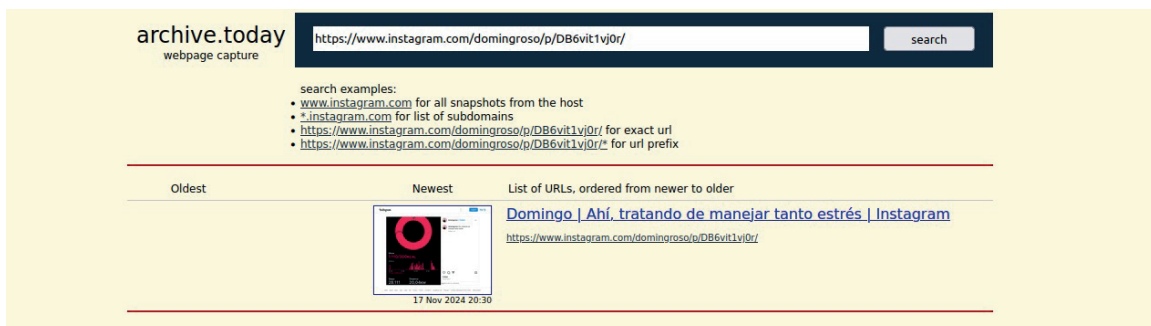 archive.today
webpage capture
https://www.instagram.com/domingroso/p/DB6vit1vj0r/
search
search examples:
www.instagram.com for all snapshots from the host
*.instagram.com for list of subdomains
https://www.instagram.com/domingroso/p/DB6vit1vj0r/ for exact url
https://www.instagram.com/domingroso/p/DB6vit1vj0r/* for url prefix
Oldest Newest List of URLs, ordered from newer to older
Domingo | Ahí, tratando de manejar tanto estrés | Instagram
https://www.instagram.com/domingroso/p/DB6vit1vj0r/
17 Nov 2024 20:30